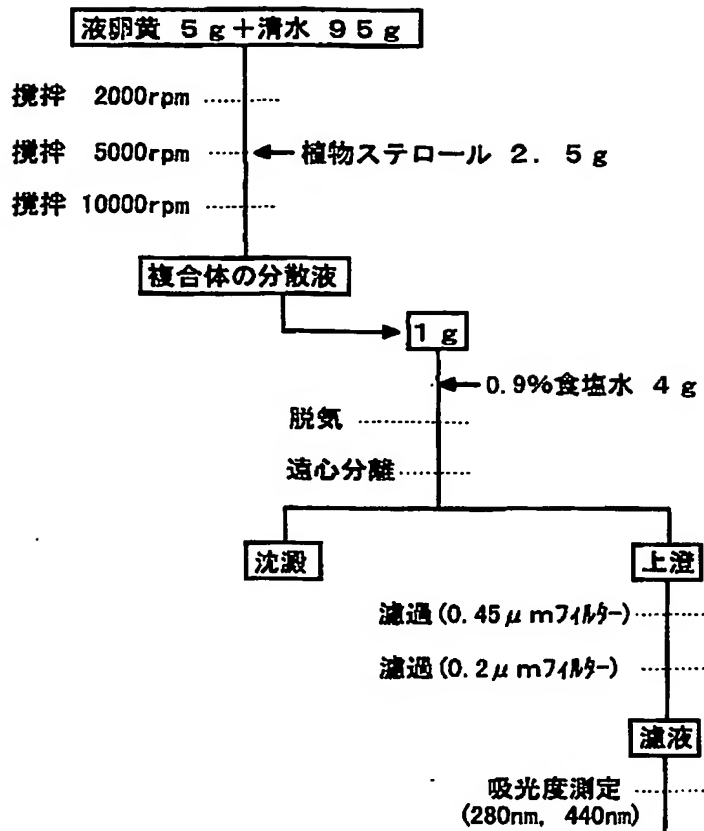 液卵黄 5g+清水 95g
攪拌 2000rpm
攪拌 5000rpm
植物ステロール 2.5g
攪拌 10000rpm
複合体の分散液
1g
0.9%食塩水 4g
脱気
遠心分離
沈澱
上澄
濾過(0.45μmフィルター)
濾過(0.2μmフィルター)
濾液
吸光度測定
(280nm, 440nm)